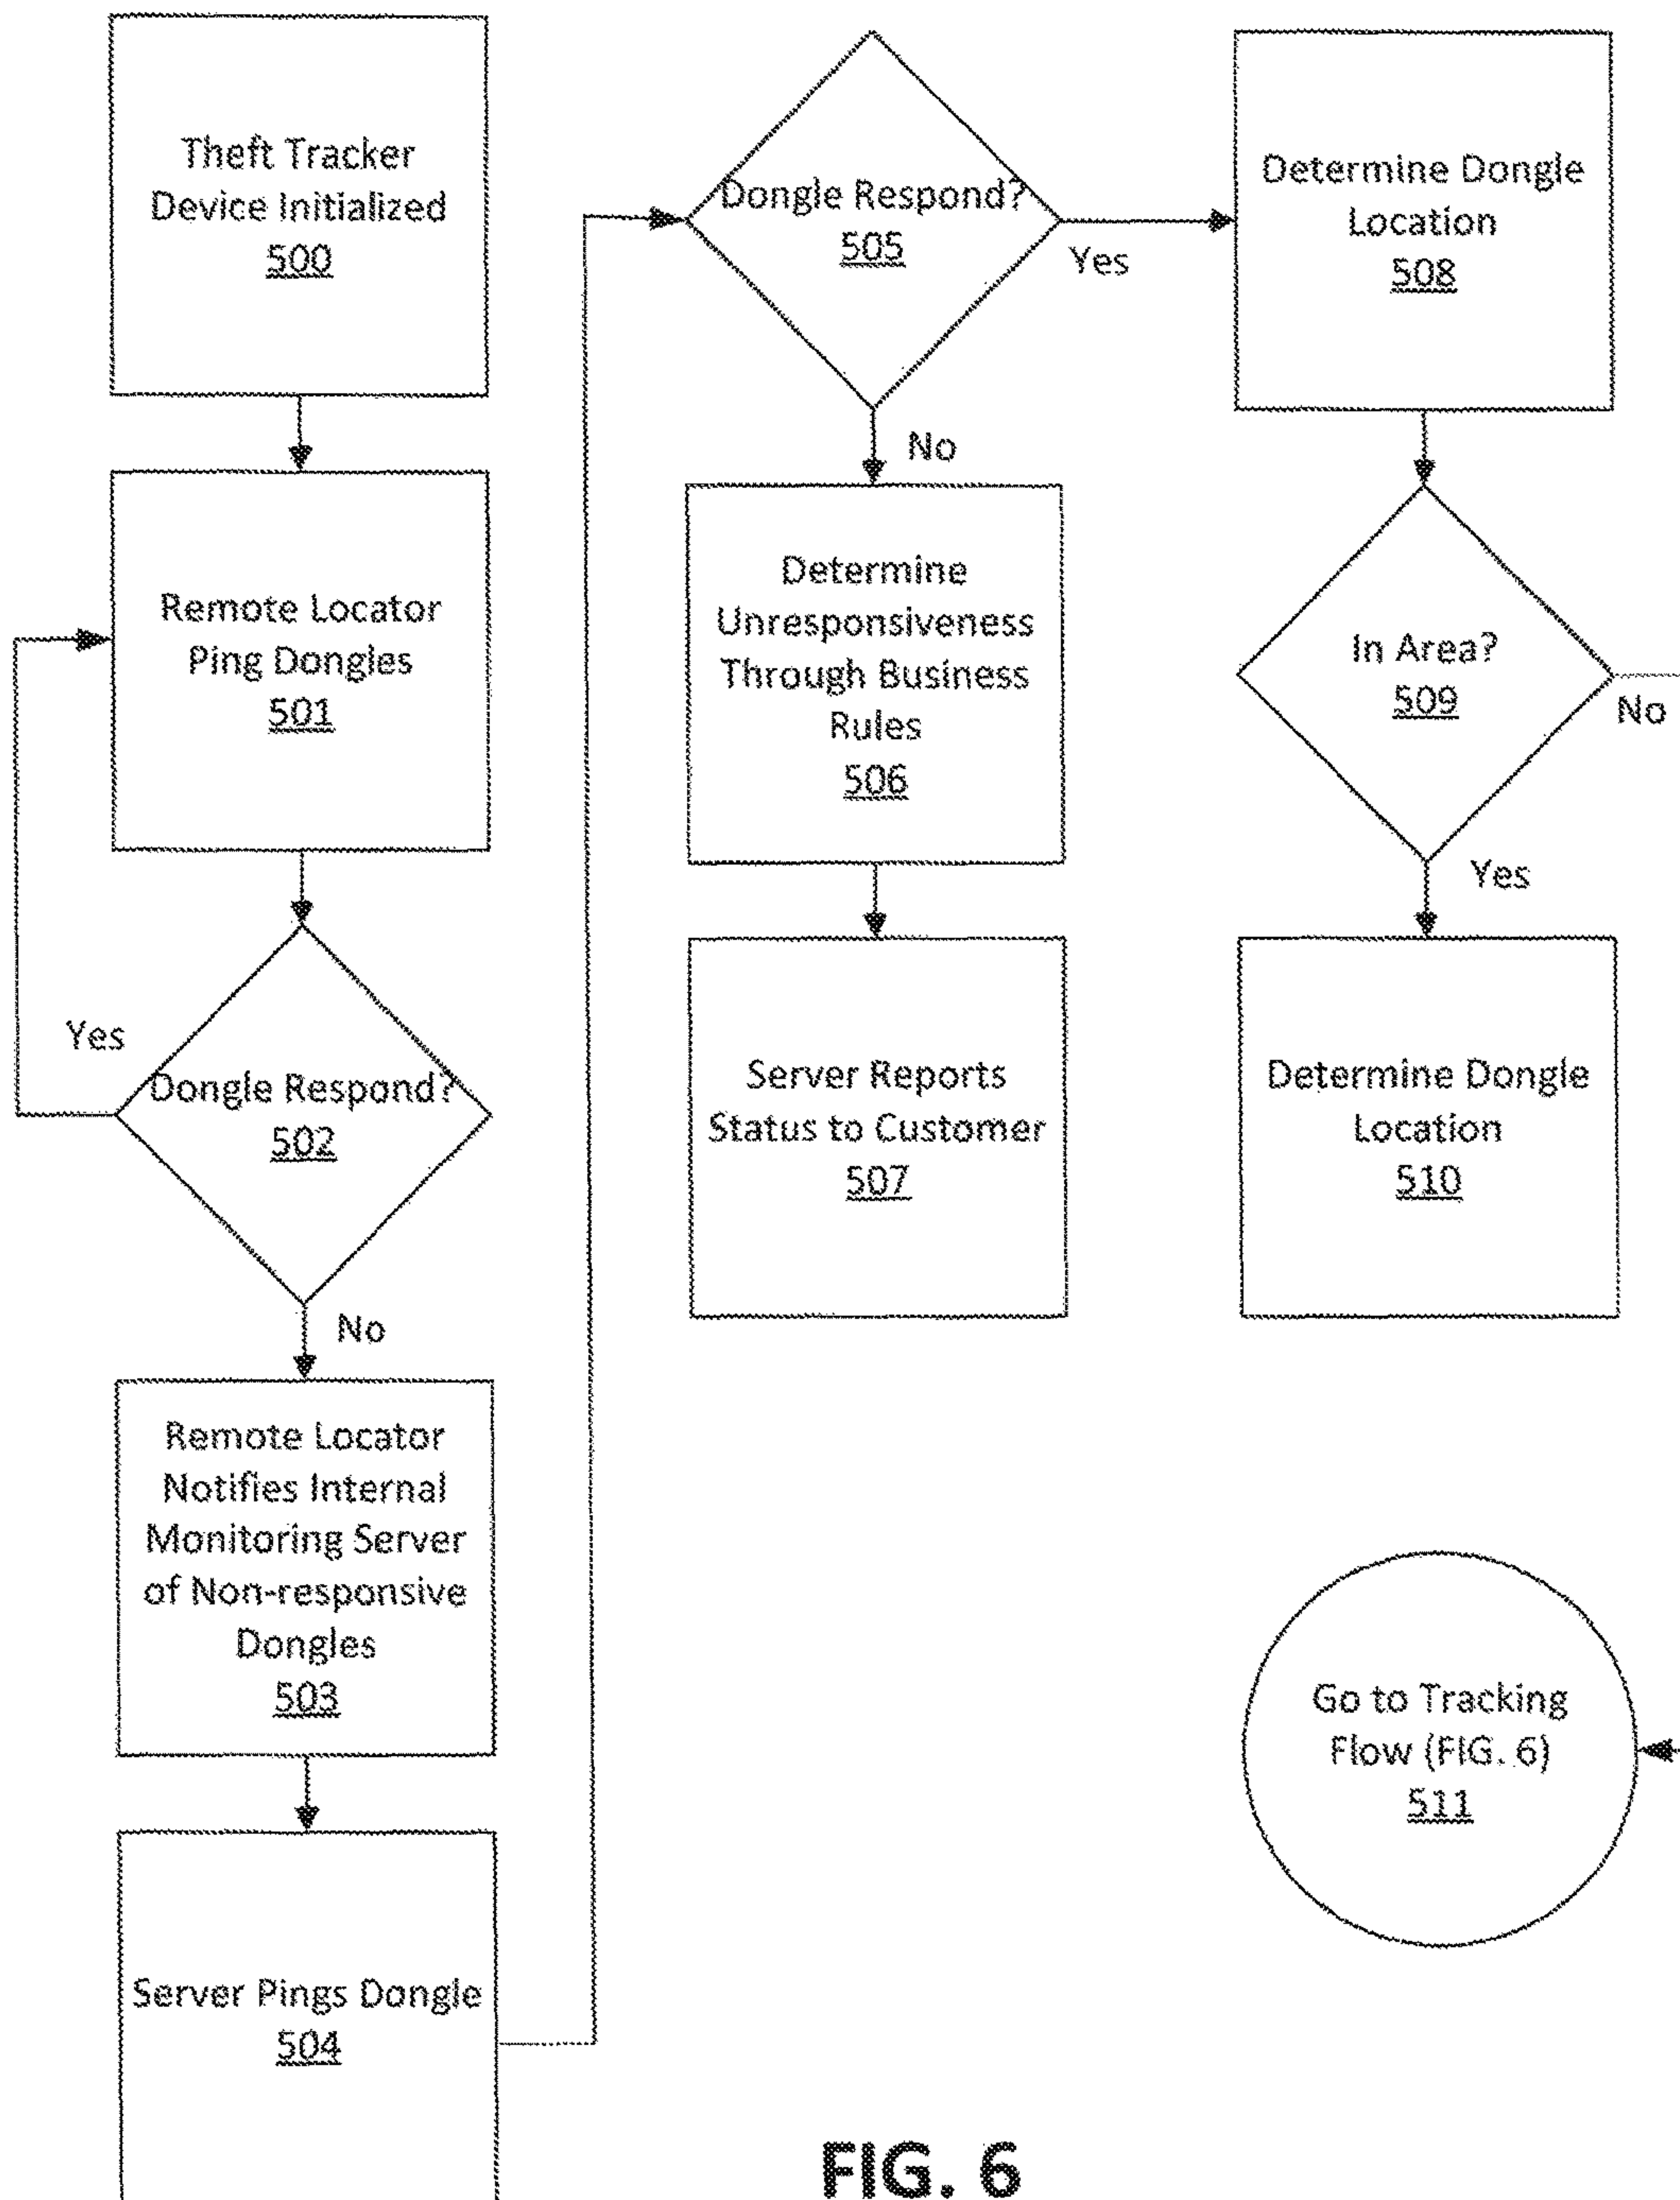 Theft Tracker
Device Initialized
500
Remote Locator
Ping Dongles
501
Yes
Dongle Respond?
502
No
Remote Locator
Notifies Internal
Monitoring Server
of Non-responsive
Dongles
503
Server Pings Dongle
504
Dongle Respond?
505
Yes
No
Determine
Unresponsiveness
Through Business
Rules
506
Server Reports
Status to Customer
507
Determine Dongle
Location
508
In Area?
509
No
Yes
Determine Dongle
Location
510
Go to Tracking
Flow (FIG. 6)
511
FIG. 6